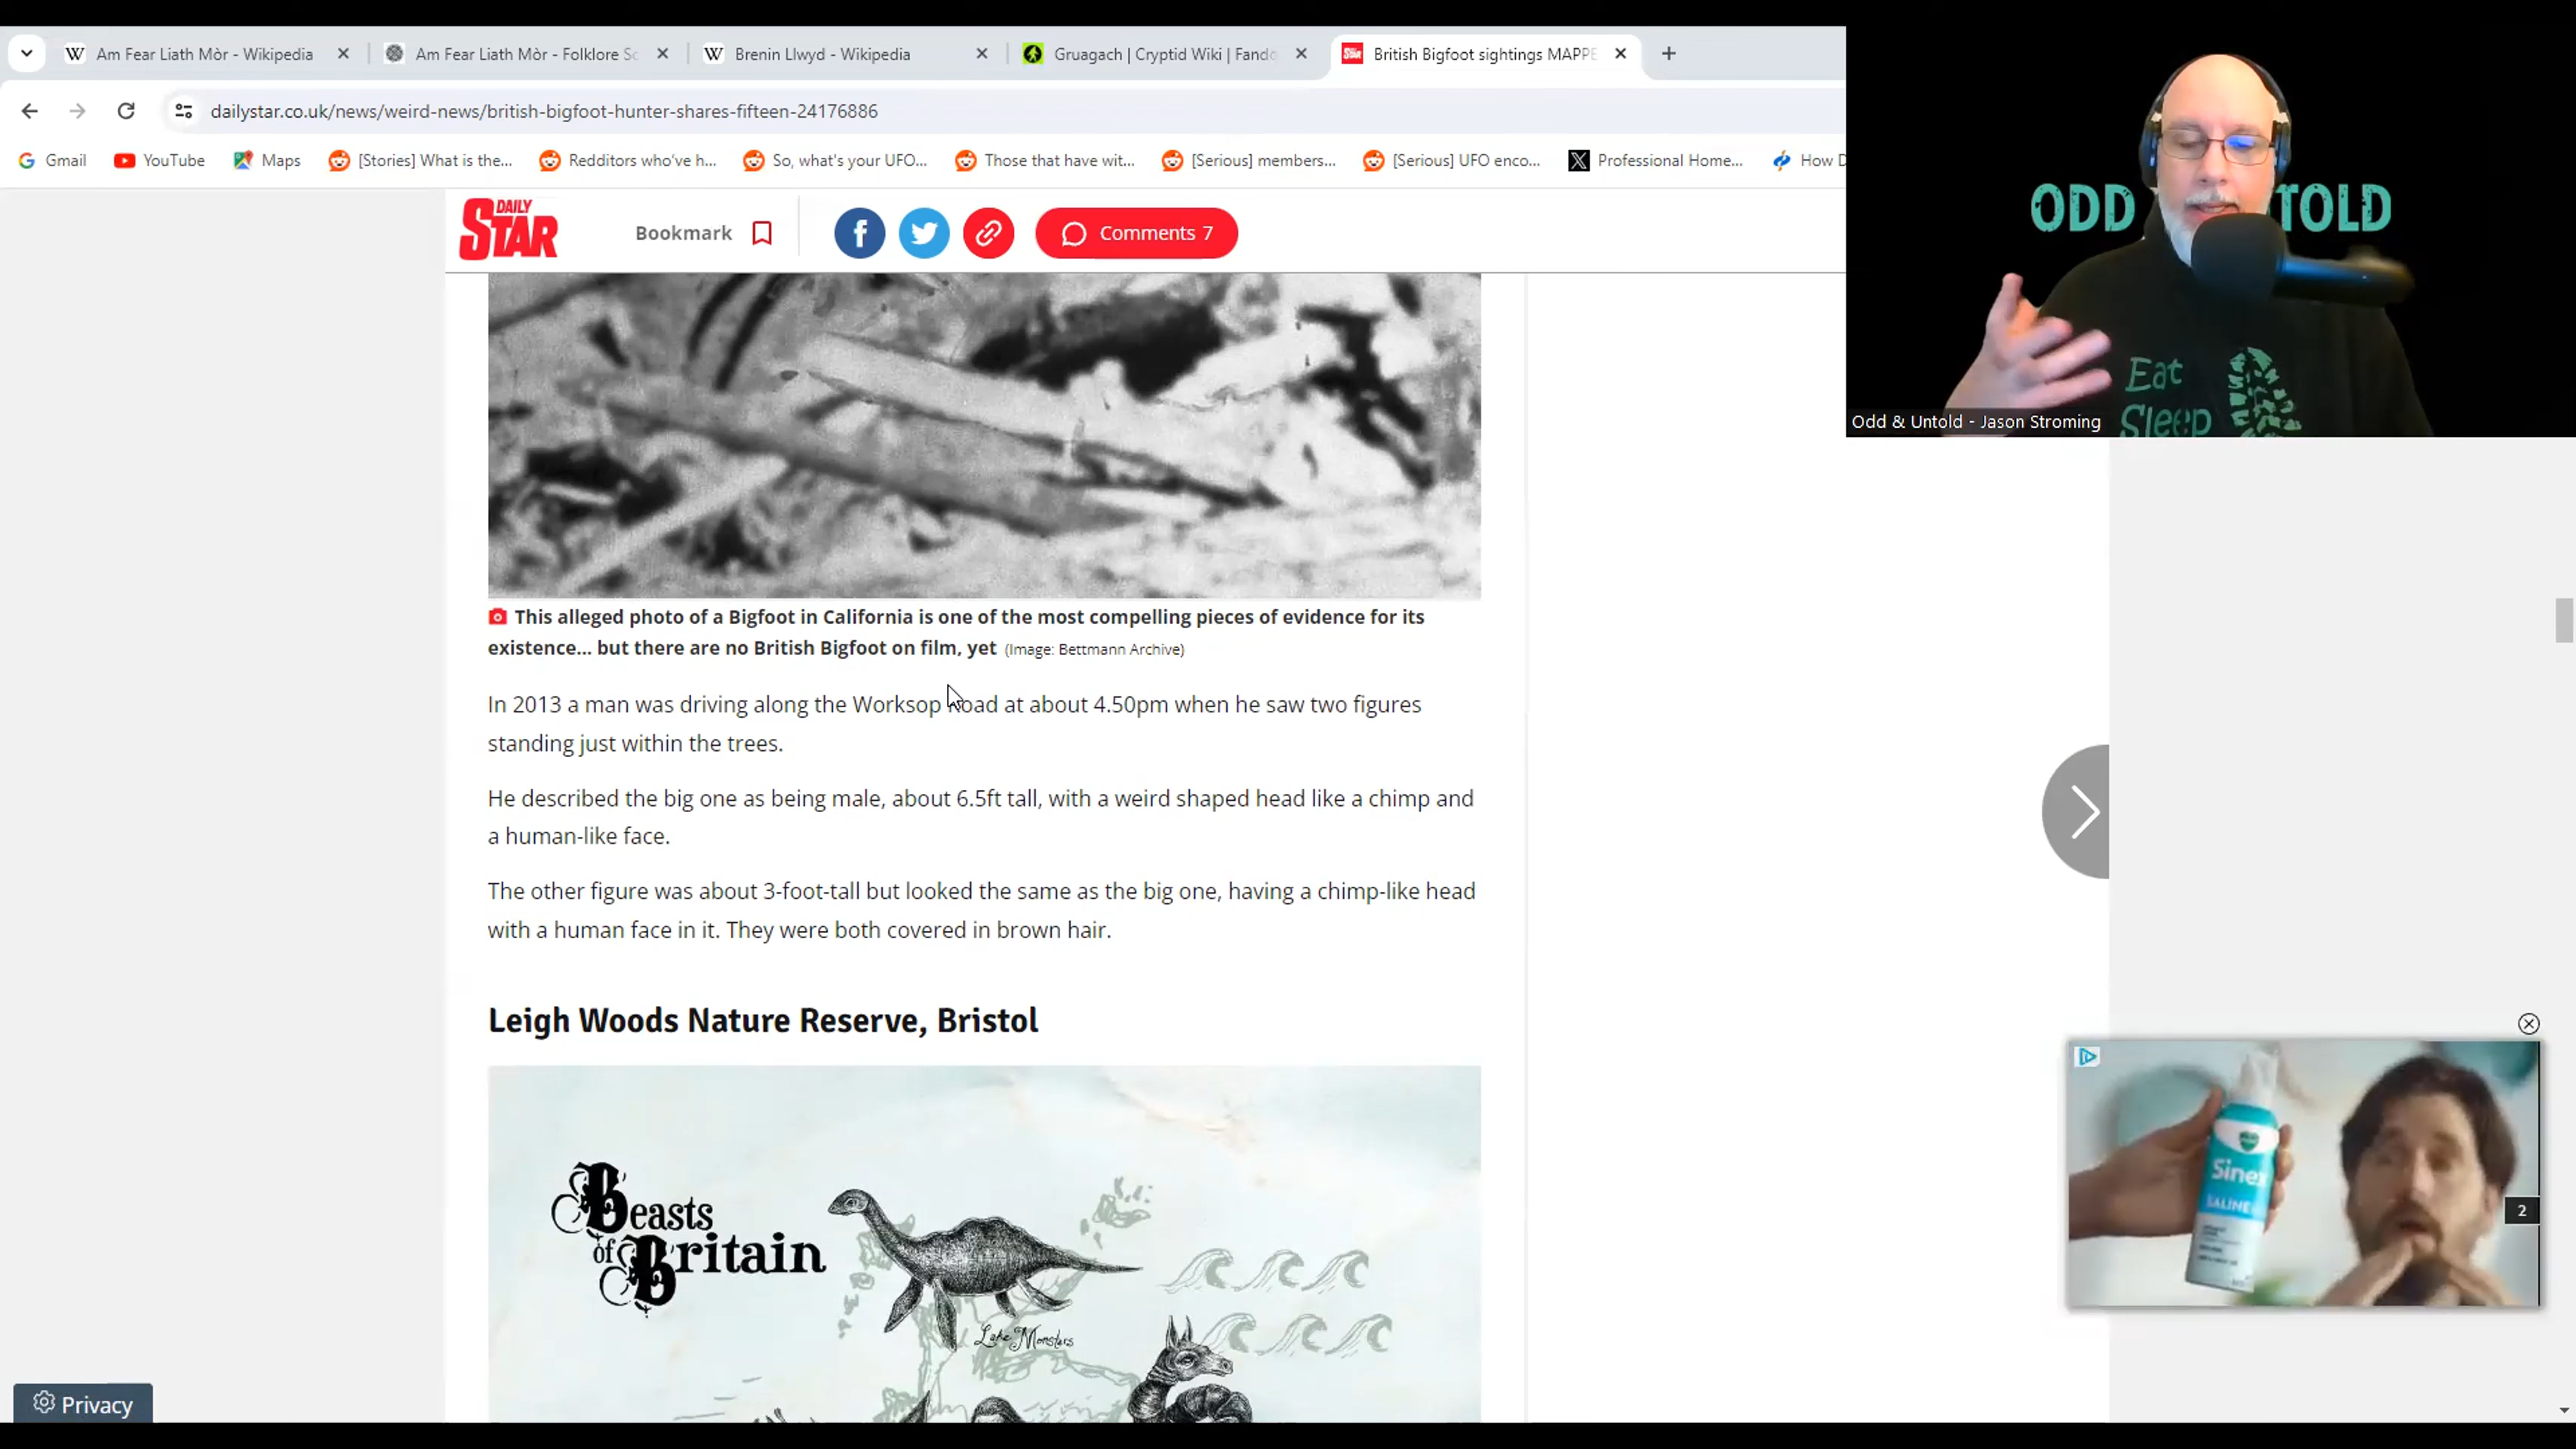 Am Fear Liath Mòr - Wikipedia
Am Fear Liath Mòr - Folklore Sc
Brenin Llwyd - Wikipedia
Gruagach | Cryptid Wiki | Fando
British Bigfoot sightings MAPPE
dailystar.co.uk/news/weird-news/british-bigfoot-hunter-shares-fifteen-24176886
Gmail
YouTube
Maps
[Stories] What is the...
Redditors who've h...
So, what's your UFO...
Those that have wit...
[Serious] members...
[Serious] UFO enco...
Professional Home...
How D
DAILY
STAR
Bookmark
Comments 7
ODD
TOLD
Eat
Sleep
Odd & Untold - Jason Stroming
This alleged photo of a Bigfoot in California is one of the most compelling pieces of evidence for its
existence... but there are no British Bigfoot on film, yet (Image: Bettmann Archive)
In 2013 a man was driving along the Worksop Road at about 4.50pm when he saw two figures
standing just within the trees.
He described the big one as being male, about 6.5ft tall, with a weird shaped head like a chimp and
a human-like face.
The other figure was about 3-foot-tall but looked the same as the big one, having a chimp-like head
with a human face in it. They were both covered in brown hair.
Leigh Woods Nature Reserve, Bristol
Beasts
of Britain
Lake Monsters
Sinex
SALINE
2
Privacy